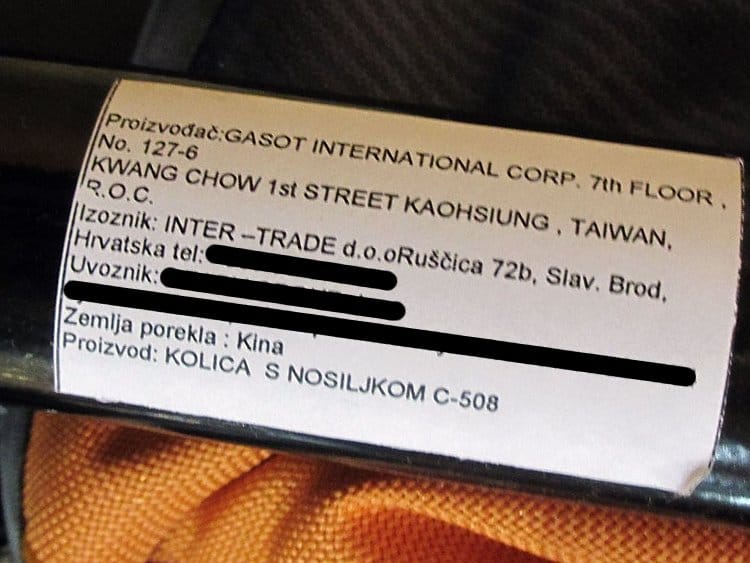 Proizvođač:GASOT INTERNATIONAL CORP. 7th FLOOR ,
No. 127-6
KWANG CHOW 1st STREET KAOHSIUNG , TAIWAN,
R.O.C.
Izoznik: INTER –TRADE d.o.oRuščica 72b, Slav. Brod,
Hrvatska tel:
Uvoznik:
Zemlja porekla : Kina
Proizvod: KOLICA S NOSILJKOM C-508